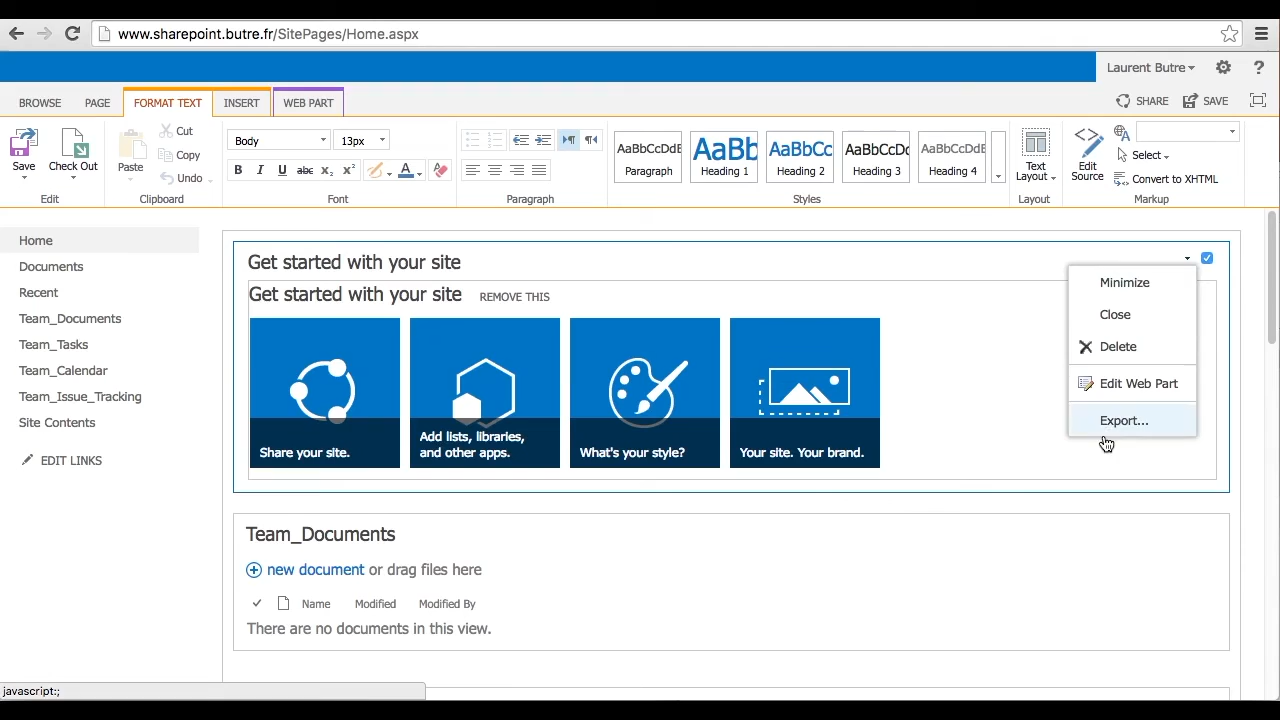 www.sharepoint.butre.fr/SitePages/Home.aspx
Laurent Butre
?
BROWSE PAGE FORMAT TEXT INSERT WEB PART
SHARE SAVE
Save Check Out Paste Cut Copy Undo
Body 13px
B I U abc X₂ X² A
AaBbCcDdE AaBb AaBbCc AaBbCcDc AaBbCcDdE
Paragraph Heading 1 Heading 2 Heading 3 Heading 4
Text Layout
Edit Source
Select
Convert to XHTML
Edit Clipboard Font Paragraph Styles Layout Markup
Home
Documents
Recent
Team_Documents
Team_Tasks
Team_Calendar
Team_Issue_Tracking
Site Contents
EDIT LINKS
Get started with your site
Get started with your site REMOVE THIS
Share your site.
Add lists, libraries,
and other apps.
What's your style?
Your site. Your brand.
Minimize
Close
Delete
Edit Web Part
Export...
Team_Documents
new document or drag files here
Name Modified Modified By
There are no documents in this view.
javascript:;